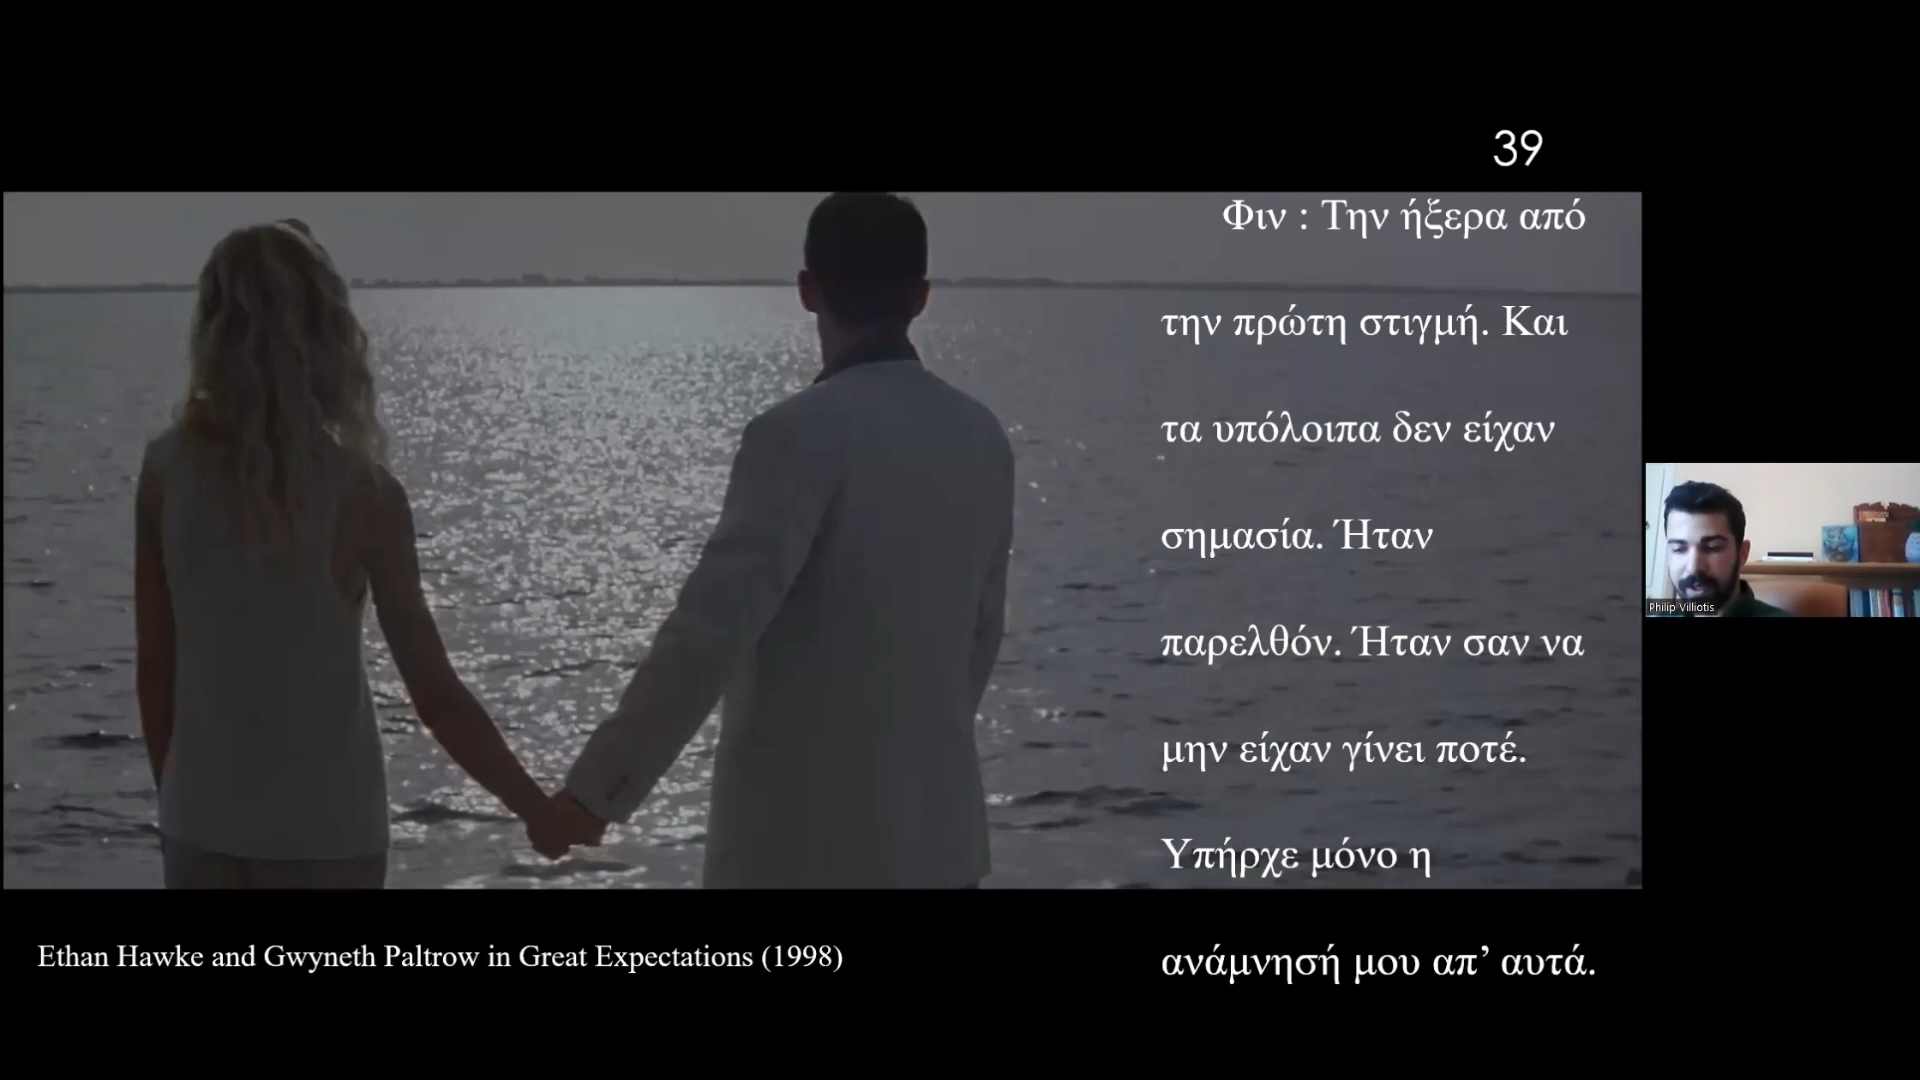 39
Φιν : Την ήξερα από
την πρώτη στιγμή. Και
τα υπόλοιπα δεν είχαν
σημασία. Ήταν
παρελθόν. Ήταν σαν να
μην είχαν γίνει ποτέ.
Υπήρχε μόνο η
ανάμνησή μου απ’ αυτά.
Ethan Hawke and Gwyneth Paltrow in Great Expectations (1998)
Philip Villiotis